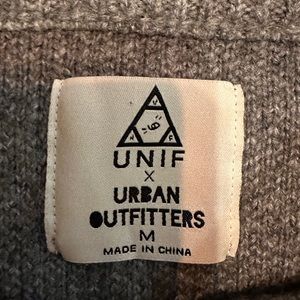 UNIF
X
URBAN
OUTFITTERS
M
MADE IN CHINA